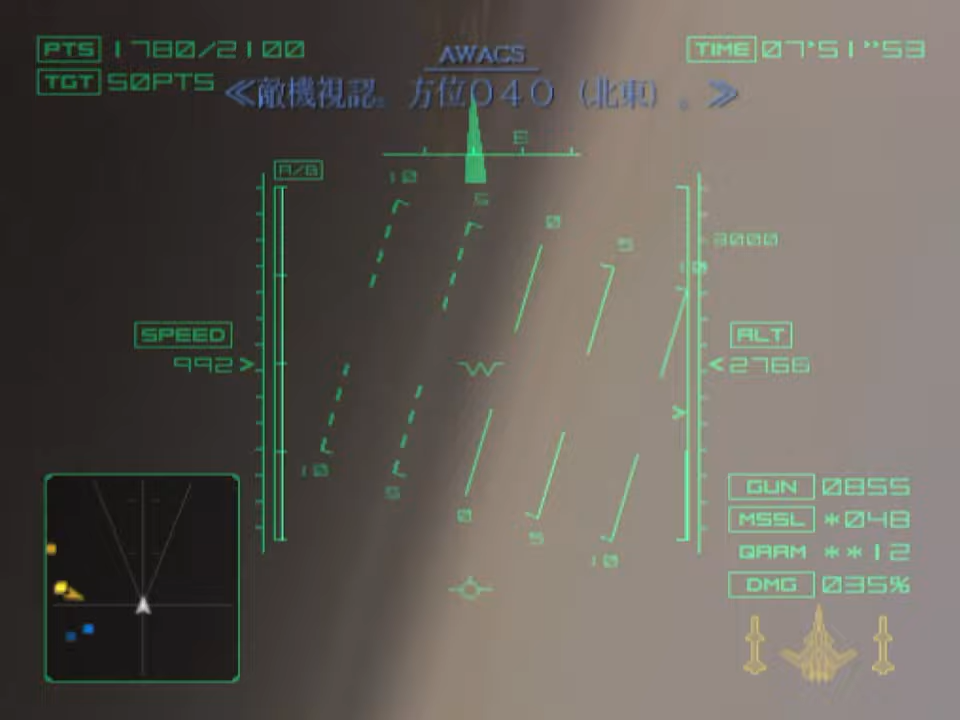 PTS 1780/2100
AWACS
TIME 07'51"53
TGT 50PTS
≪敵機視認。方位040（北東）。≫
E
A/B
10
5
0
5
10
3000
SPEED
992>
ALT
<2766
10
5
0
5
10
GUN 0855
MSSL *048
QAAM **12
DMG 035%